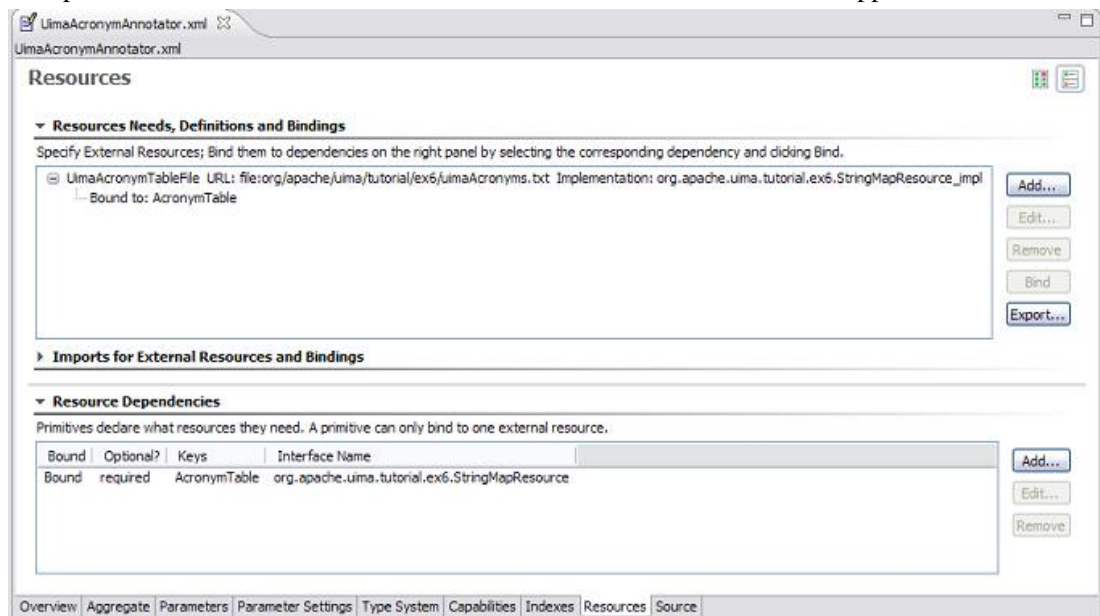 UimaAcronymAnnotator.xml
UimaAcronymAnnotator.xml
Resources
Resources Needs, Definitions and Bindings
Specify External Resources; Bind them to dependencies on the right panel by selecting the corresponding dependency and clicking Bind.
UimaAcronymTableFile URL: file:org/apache/uima/tutorial/ex6/uimaAcronyms.txt Implementation: org.apache.uima.tutorial.ex6.StringMapResource_impl
Bound to: AcronymTable
Add...
Edit...
Remove
Bind
Export...
Imports for External Resources and Bindings
Resource Dependencies
Primitives declare what resources they need. A primitive can only bind to one external resource.
Bound Optional? Keys Interface Name
Bound required AcronymTable org.apache.uima.tutorial.ex6.StringMapResource
Add...
Edit...
Remove
Overview Aggregate Parameters Parameter Settings Type System Capabilities Indexes Resources Source